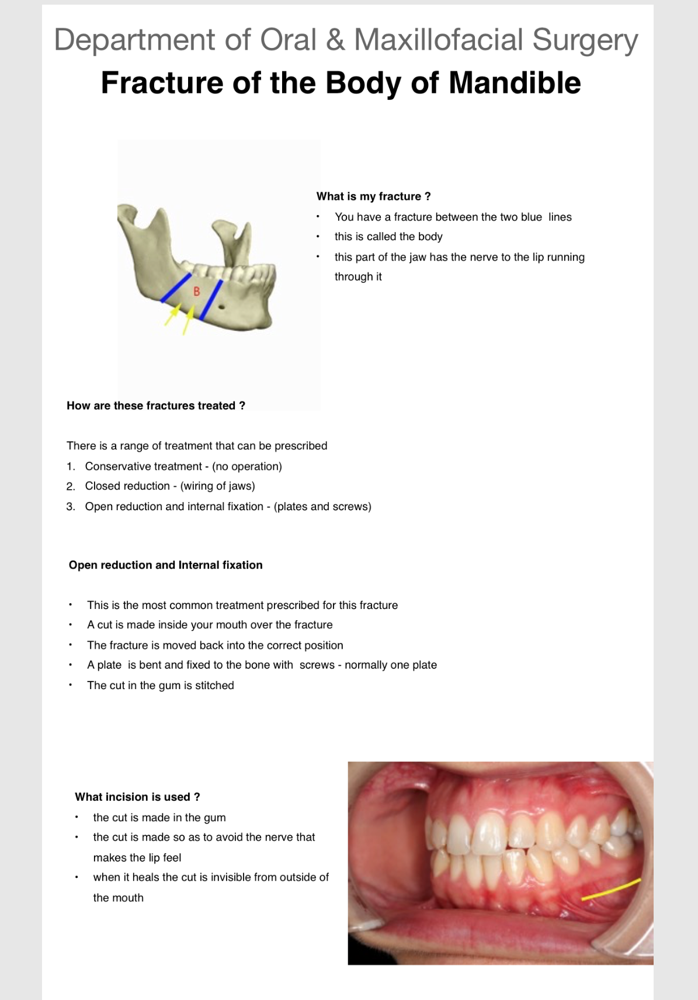 Department of Oral & Maxillofacial Surgery
Fracture of the Body of Mandible
B
What is my fracture ?
• You have a fracture between the two blue  lines
• this is called the body
• this part of the jaw has the nerve to the lip running
through it
How are these fractures treated ?
There is a range of treatment that can be prescribed
1. Conservative treatment - (no operation)
2. Closed reduction - (wiring of jaws)
3. Open reduction and internal fixation - (plates and screws)
Open reduction and Internal fixation
• This is the most common treatment prescribed for this fracture
• A cut is made inside your mouth over the fracture
• The fracture is moved back into the correct position
• A plate  is bent and fixed to the bone with  screws - normally one plate
• The cut in the gum is stitched
What incision is used ?
• the cut is made in the gum
• the cut is made so as to avoid the nerve that
makes the lip feel
• when it heals the cut is invisible from outside of
the mouth